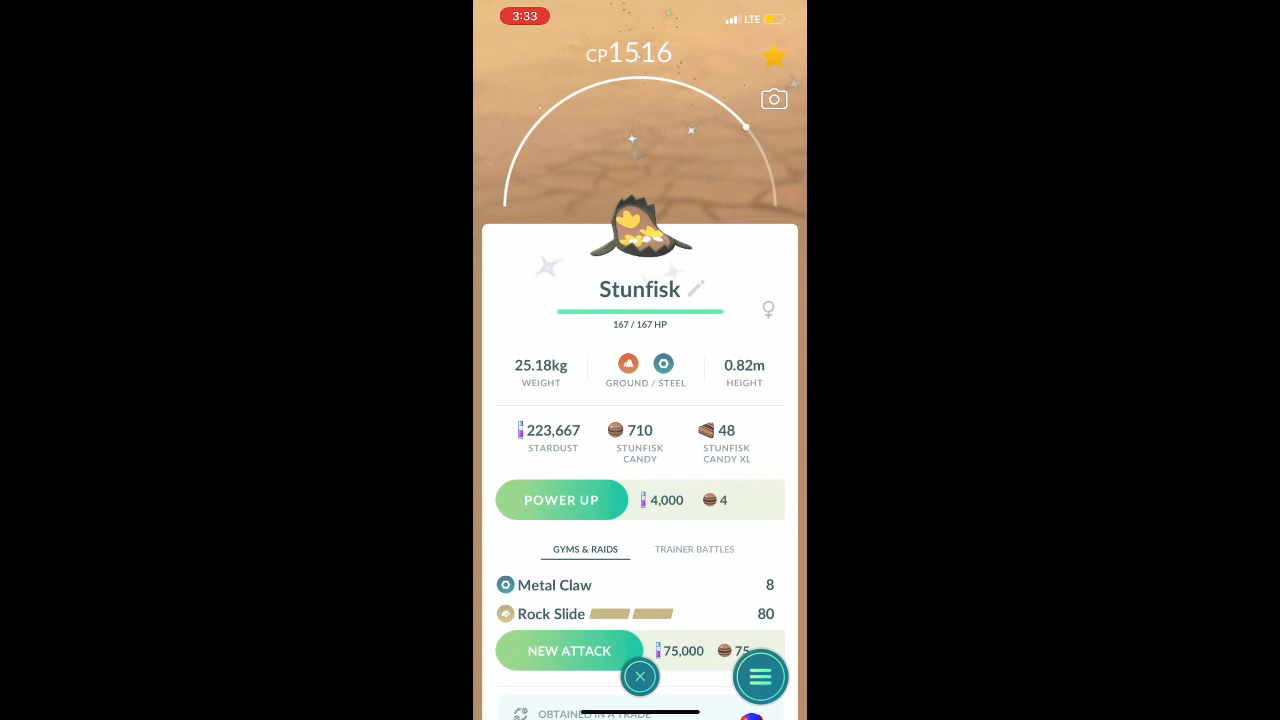 3:33
LTE
CP1516
Stunfisk
167 / 167 HP
25.18kg
WEIGHT
GROUND / STEEL
0.82m
HEIGHT
223,667
STARDUST
710
STUNFISK
CANDY
48
STUNFISK
CANDY XL
POWER UP
4,000
4
GYMS & RAIDS
TRAINER BATTLES
Metal Claw
8
Rock Slide
80
NEW ATTACK
75,000
75
OBTAINED IN A TRADE